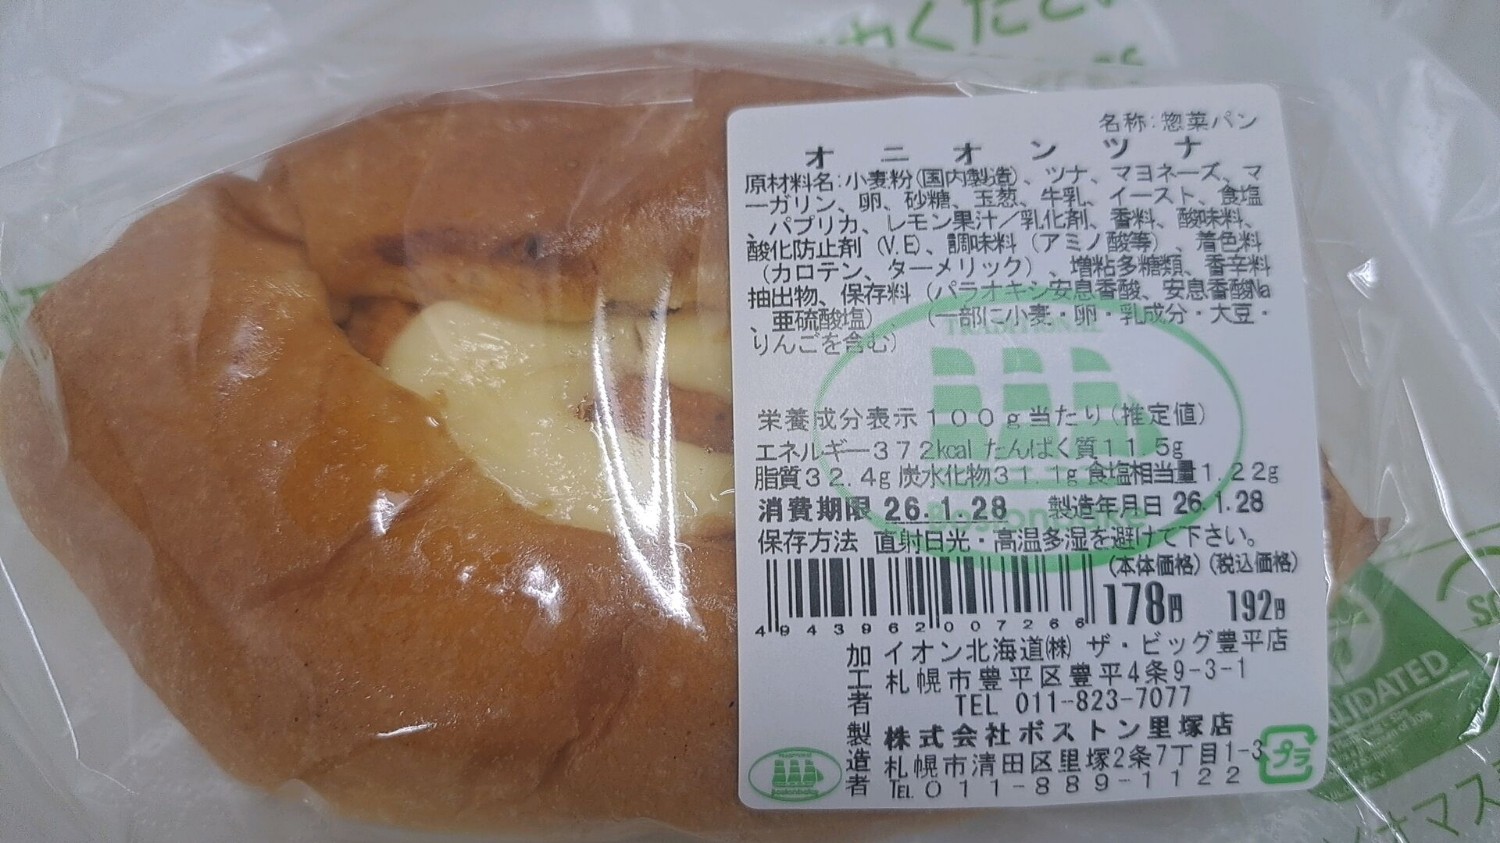 名称:惣菜パン
オニオンツナ
原材料名:小麦粉(国内製造)、ツナ、マヨネーズ、マ
ーガリン、卵、砂糖、玉葱、牛乳、イースト、食塩
、パプリカ、レモン果汁/乳化剤、香料、酸味料、
酸化防止剤(V.E)、調味料(アミノ酸等)、着色料
(カロテン、ターメリック)、増粘多糖類、香辛料
抽出物、保存料(パラオキシ安息香酸、安息香酸Na
、亜硫酸塩)、(一部に小麦・卵・乳成分・大豆・
りんごを含む)
TRADITIONAL
栄養成分表示100g当たり(推定値)
エネルギー372kcal たんぱく質11.5g
脂質32.4g 炭水化物31.1g 食塩相当量1.22g
消費期限 26.1.28 製造年月日 26.1.28
Bostonbake
保存方法 直射日光・高温多湿を避けて下さい。
(本体価格)(税込価格)
178円 192円
4943962007266
加工者 イオン北海道(株) ザ・ビッグ豊平店
札幌市豊平区豊平4条9-3-1
TEL 011-823-7077
製造者 株式会社ボストン里塚店
札幌市清田区里塚2条7丁目1-3
TEL 011-889-1122
Bostonbake
プラ